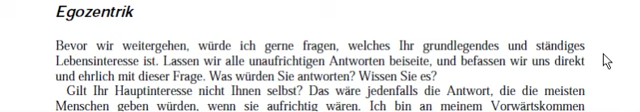 Egozentrik
Bevor wir weitergehen, würde ich gerne fragen, welches Ihr grundlegendes und ständiges
Lebensinteresse ist. Lassen wir alle unaufrichtigen Antworten beiseite, und befassen wir uns direkt
und ehrlich mit dieser Frage. Was würden Sie antworten? Wissen Sie es?
Gilt Ihr Hauptinteresse nicht Ihnen selbst? Das wäre jedenfalls die Antwort, die die meisten
Menschen geben würden, wenn sie aufrichtig wären. Ich bin an meinem Vorwärtskommen